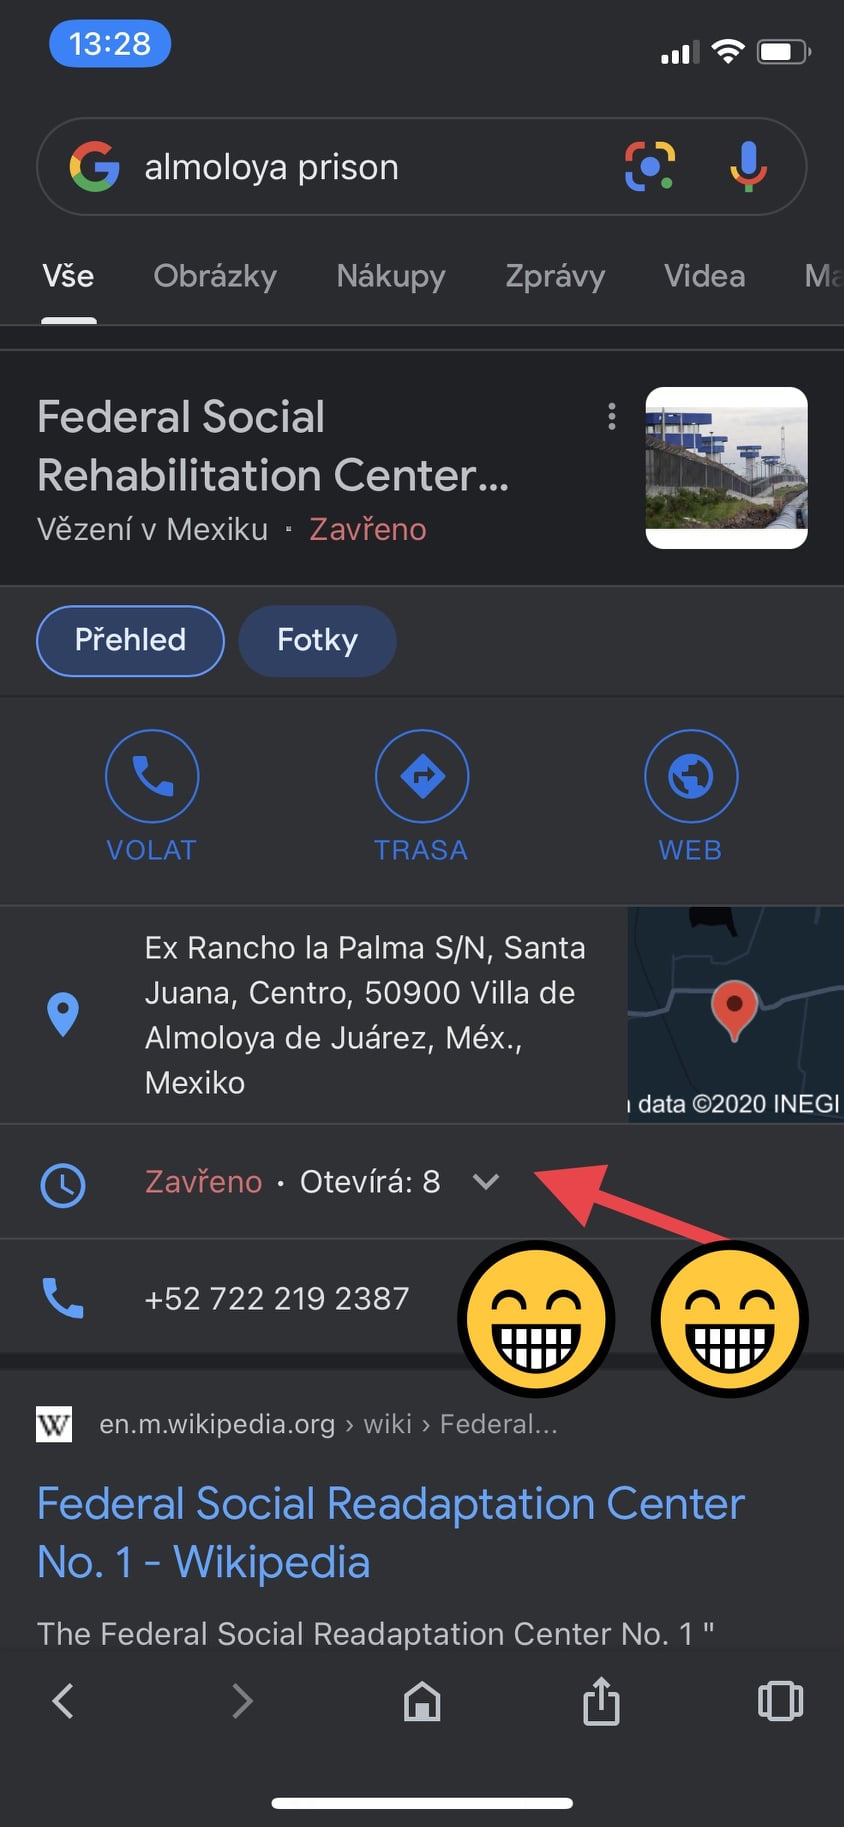 13:28
almoloya prison
Vše Obrázky Nákupy Zprávy Videa Ma
Federal Social
Rehabilitation Center...
Vězení v Mexiku · Zavřeno
Přehled Fotky
VOLAT TRASA WEB
Ex Rancho la Palma S/N, Santa
Juana, Centro, 50900 Villa de
Almoloya de Juárez, Méx.,
Mexiko
data ©2020 INEGI
Zavřeno · Otevírá: 8
+52 722 219 2387
W en.m.wikipedia.org › wiki › Federal...
Federal Social Readaptation Center
No. 1 - Wikipedia
The Federal Social Readaptation Center No. 1 "